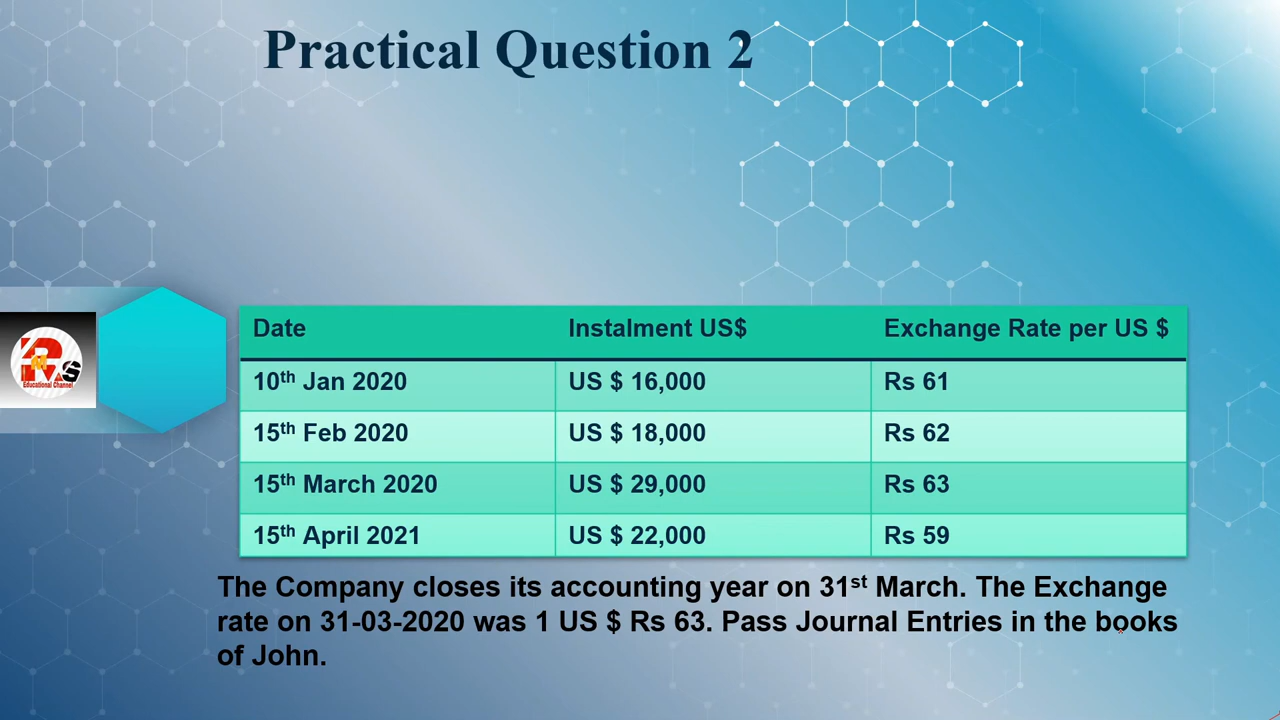 Practical Question 2
Date Instalment US$ Exchange Rate per US $
10th Jan 2020 US $ 16,000 Rs 61
15th Feb 2020 US $ 18,000 Rs 62
15th March 2020 US $ 29,000 Rs 63
15th April 2021 US $ 22,000 Rs 59
Educational Channel
The Company closes its accounting year on 31st March. The Exchange
rate on 31-03-2020 was 1 US $ Rs 63. Pass Journal Entries in the books
of John.